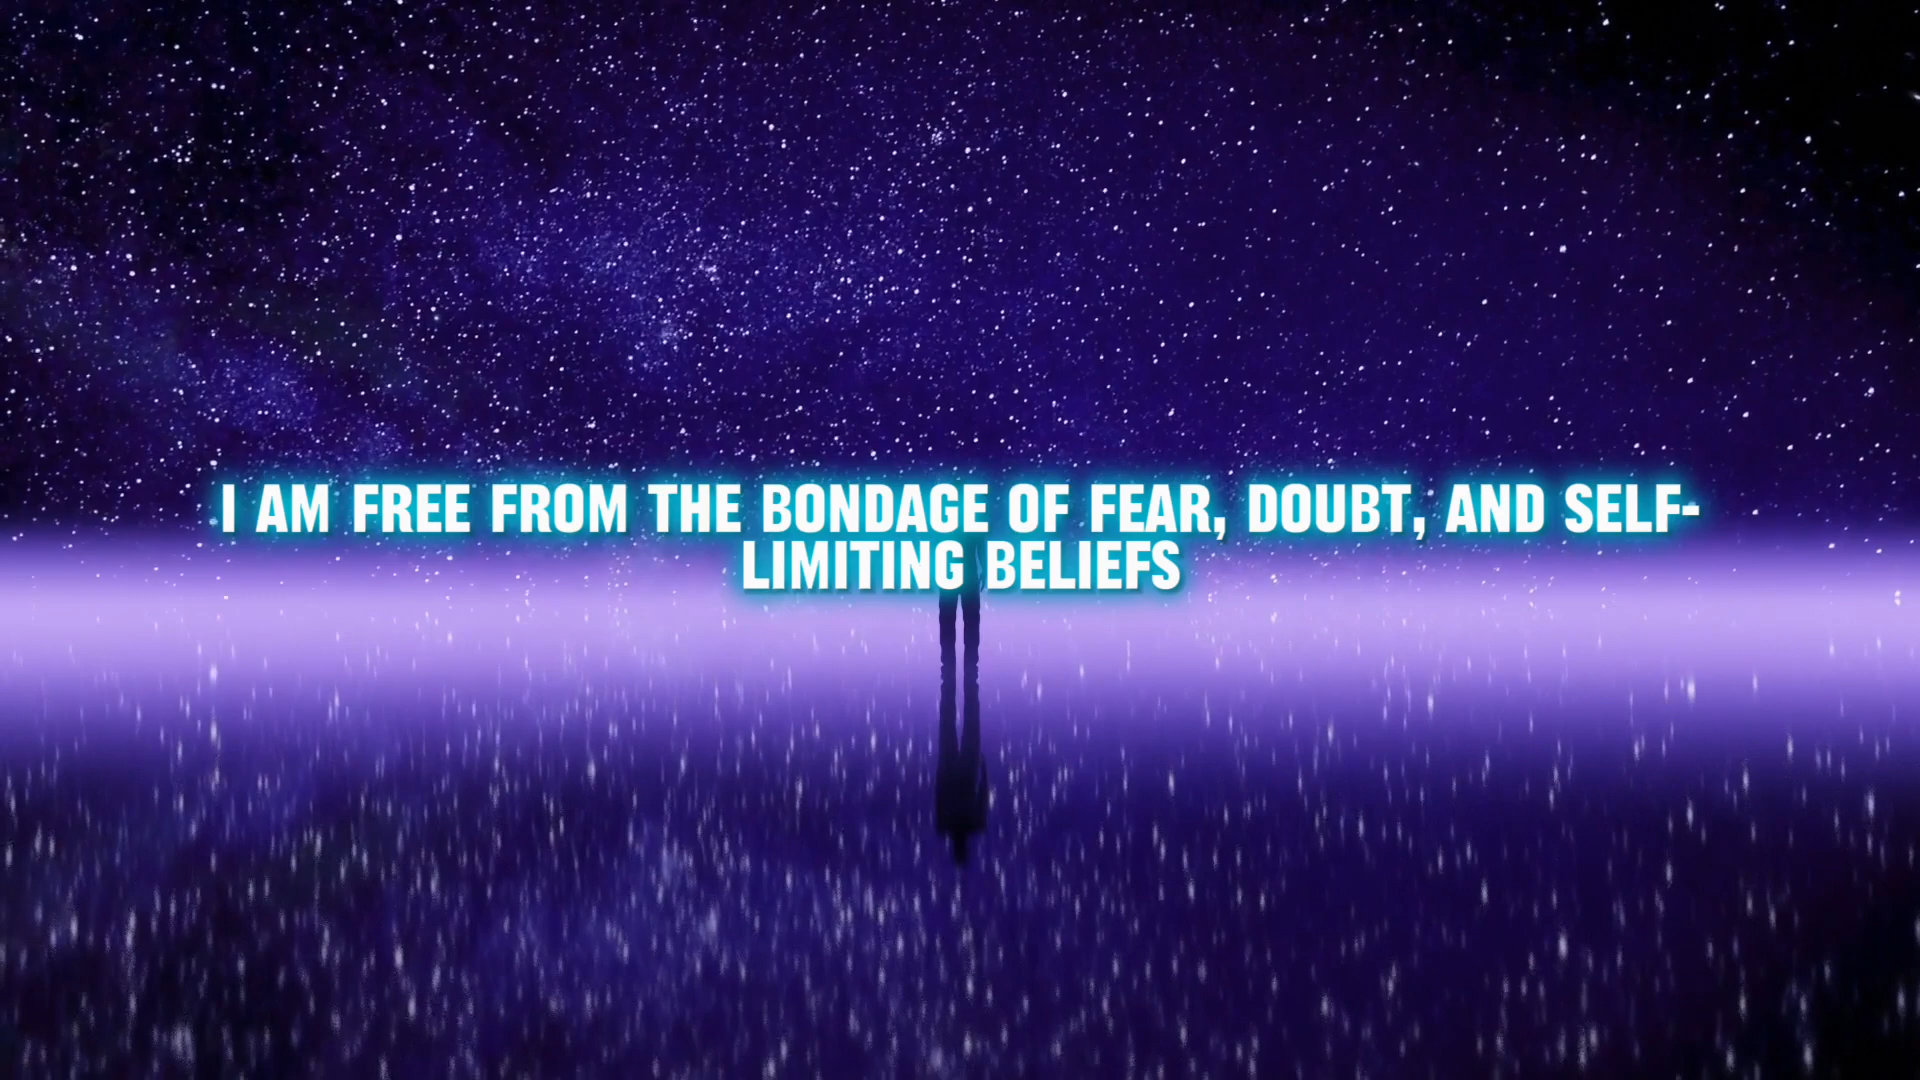 I AM FREE FROM THE BONDAGE OF FEAR, DOUBT, AND SELF-
LIMITING BELIEFS